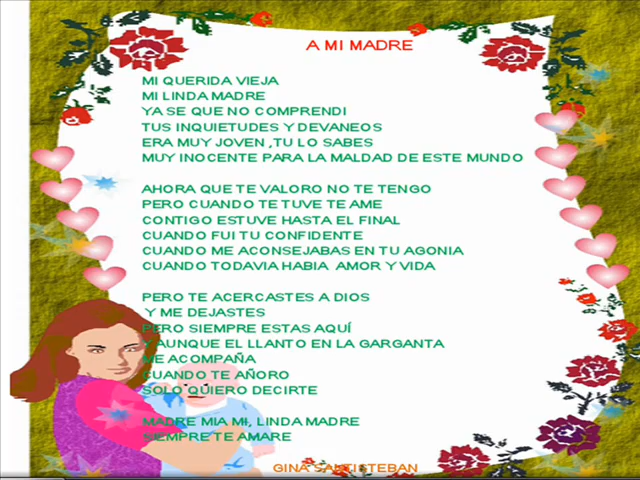 A MI MADRE
MI QUERIDA VIEJA
MI LINDA MADRE
YA SE QUE NO COMPRENDI
TUS INQUIETUDES Y DEVANEOS
ERA MUY JOVEN ,TU LO SABES
MUY INOCENTE PARA LA MALDAD DE ESTE MUNDO
AHORA QUE TE VALORO NO TE TENGO
PERO CUANDO TE TUVE TE AME
CONTIGO ESTUVE HASTA EL FINAL
CUANDO FUI TU CONFIDENTE
CUANDO ME ACONSEJABAS EN TU AGONIA
CUANDO TODAVIA HABIA AMOR Y VIDA
PERO TE ACERCASTES A DIOS
Y ME DEJASTES
PERO SIEMPRE ESTAS AQUÍ
Y AUNQUE EL LLANTO EN LA GARGANTA
ME ACOMPAÑA
CUANDO TE AÑORO
SOLO QUIERO DECIRTE
MADRE MIA MI, LINDA MADRE
SIEMPRE TE AMARE
GINA SANTISTEBAN